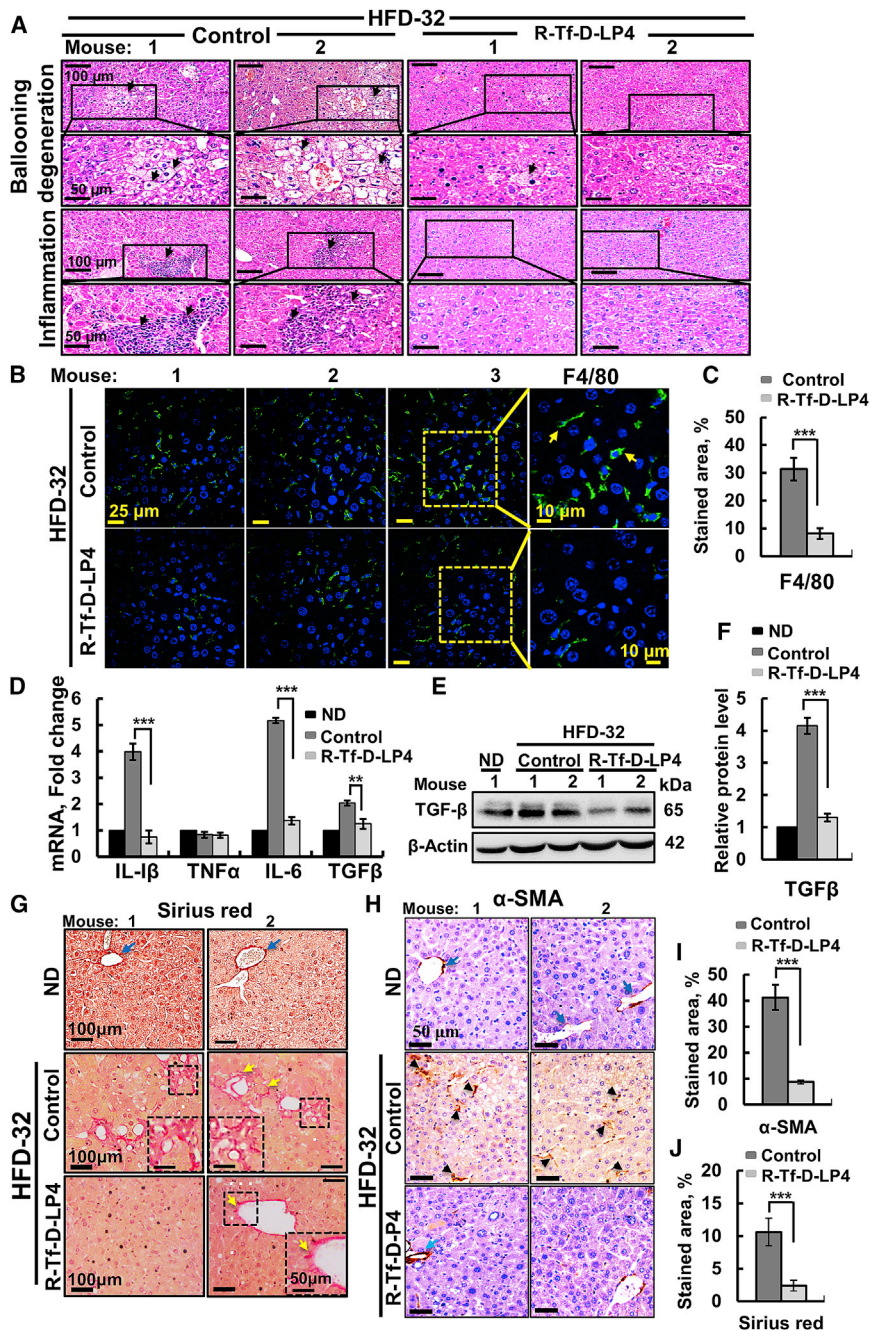 A
HFD-32
Control
R-Tf-D-LP4
Mouse: 1 2 1 2
Ballooning degeneration
100 µm
50 µm
Inflammation
100 µm
50 µm
B
Mouse: 1 2 3 F4/80
HFD-32
Control
25 µm
10 µm
R-Tf-D-LP4
10 µm
C
Control
R-Tf-D-LP4
Stained area, %
50
40
30
20
10
0
***
F4/80
D
mRNA, Fold change
6
5
4
3
2
1
0
***
***
**
ND
Control
R-Tf-D-LP4
IL-Iβ TNFα IL-6 TGFβ
E
HFD-32
ND Control R-Tf-D-LP4
Mouse 1 1 2 1 2 kDa
TGF-β 65
β-Actin 42
F
ND
Control
R-Tf-D-LP4
Relative protein level
5
4
3
2
1
0
***
TGFβ
G
Sirius red
Mouse: 1 2
ND
100µm
HFD-32
Control
100µm
R-Tf-D-LP4
100µm
50µm
H
α-SMA
Mouse: 1 2
ND
50 µm
HFD-32
Control
R-Tf-D-P4
I
Control
R-Tf-D-LP4
Stained area, %
50
40
30
20
10
0
***
α-SMA
J
Control
R-Tf-D-LP4
Stained area, %
20
15
10
5
0
***
Sirius red